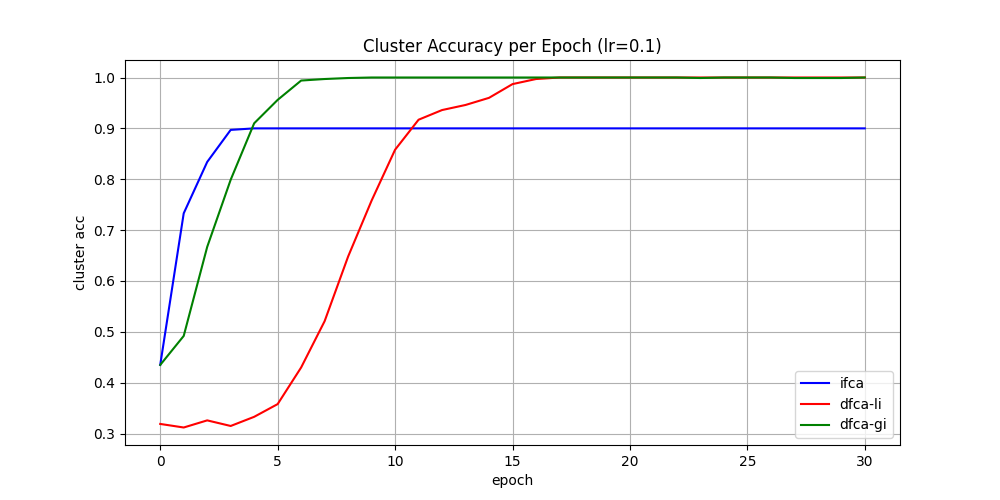 Cluster Accuracy per Epoch (lr=0.1)
cluster acc
1.0
0.9
0.8
0.7
0.6
0.5
0.4
0.3
0 5 10 15 20 25 30
epoch
ifca
dfca-li
dfca-gi